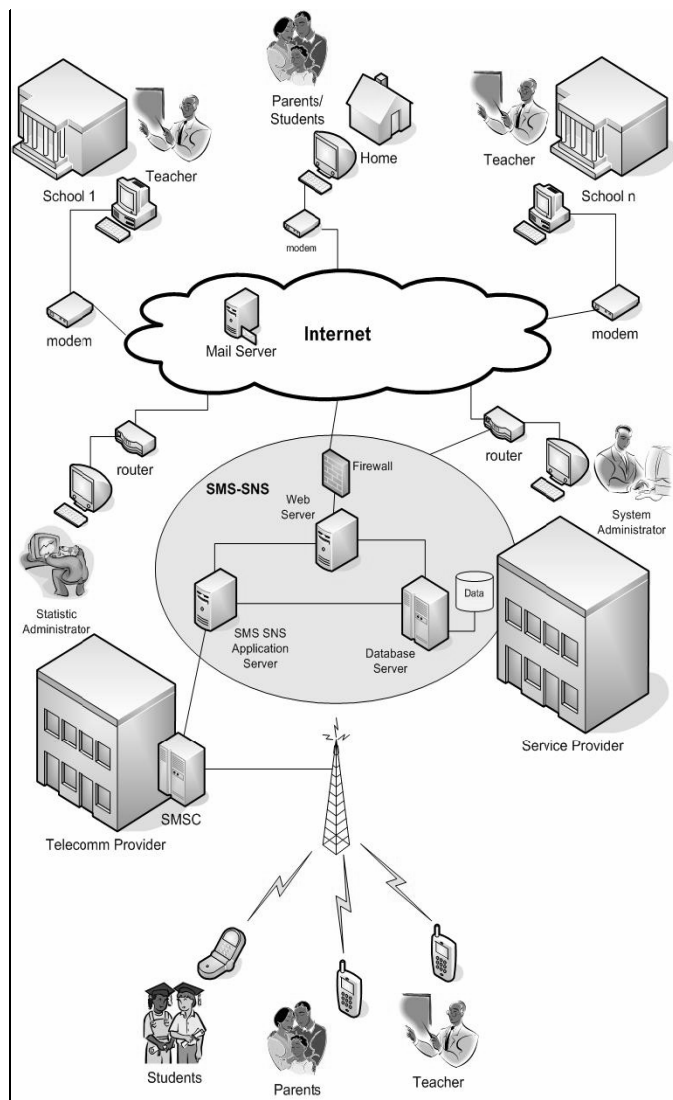 Parents/
Students
Home
Teacher
School 1
Teacher
School n
modem
modem
modem
Mail Server
Internet
router
router
Firewall
SMS-SNS
Web
Server
System
Administrator
Statistic
Administrator
SMS SNS
Application
Server
Data
Database
Server
Service Provider
SMSC
Telecomm Provider
Students
Parents
Teacher